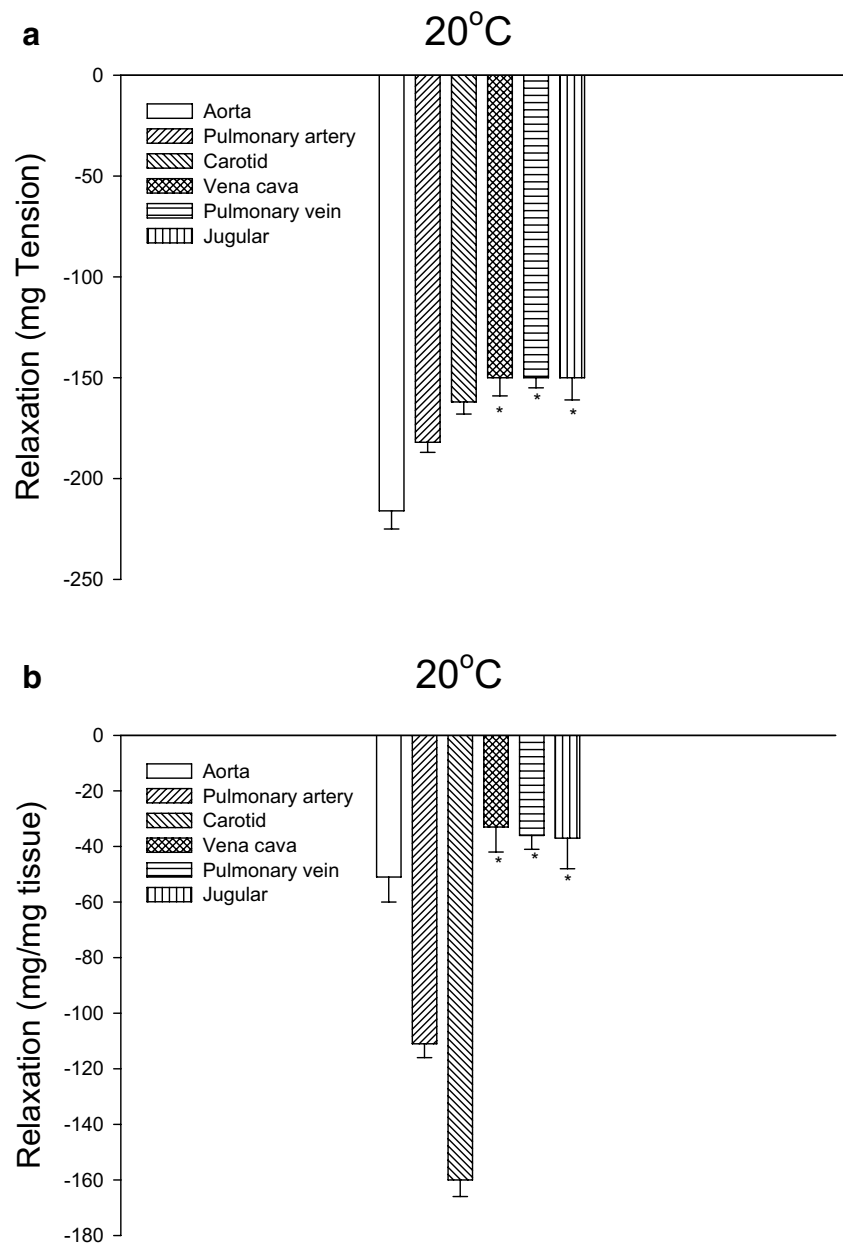 a
20°C
0
-50
-100
-150
-200
-250
Relaxation (mg Tension)
Aorta
Pulmonary artery
Carotid
Vena cava
Pulmonary vein
Jugular
* * *
b
20°C
0
-20
-40
-60
-80
-100
-120
-140
-160
-180
Relaxation (mg/mg tissue)
Aorta
Pulmonary artery
Carotid
Vena cava
Pulmonary vein
Jugular
* * *